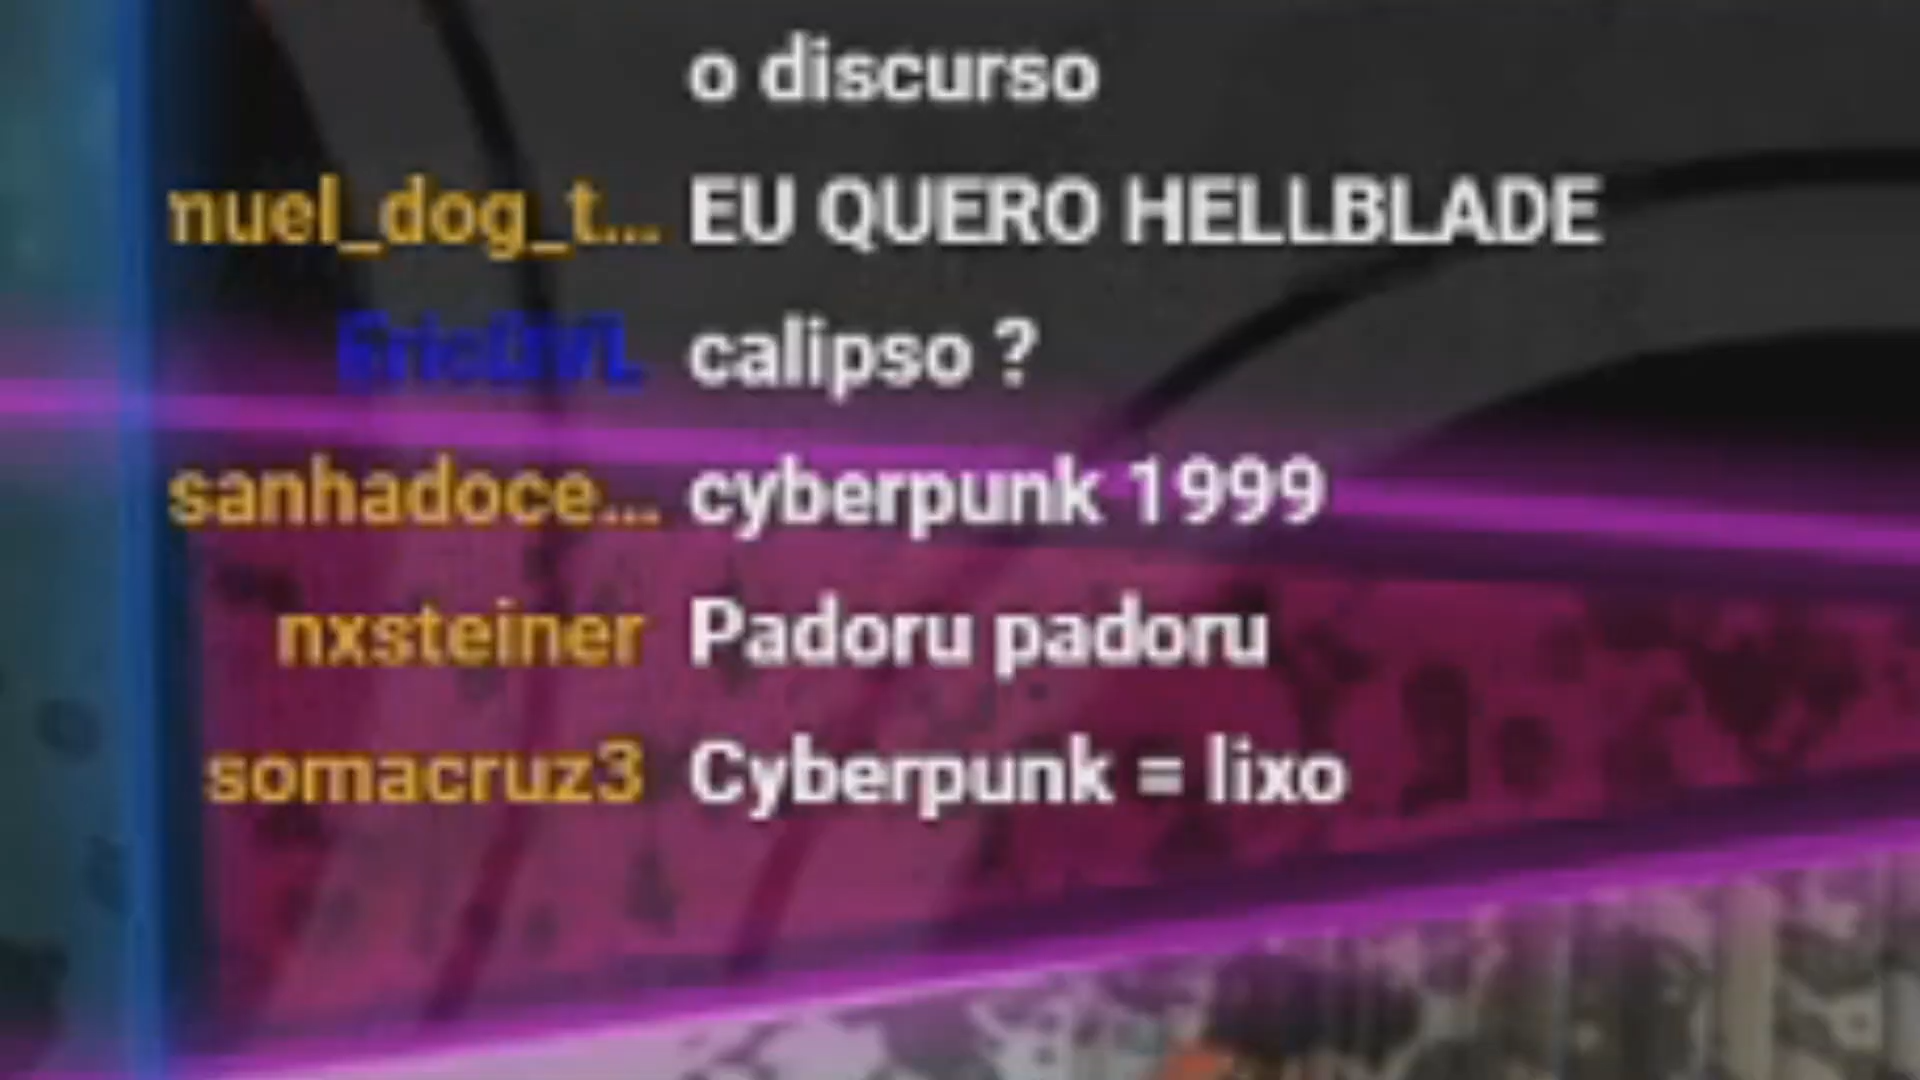 o discurso
nuel_dog_t... EU QUERO HELLBLADE
calipso ?
sanhadoce... cyberpunk 1999
nxsteiner Padoru padoru
somacruz3 Cyberpunk = lixo